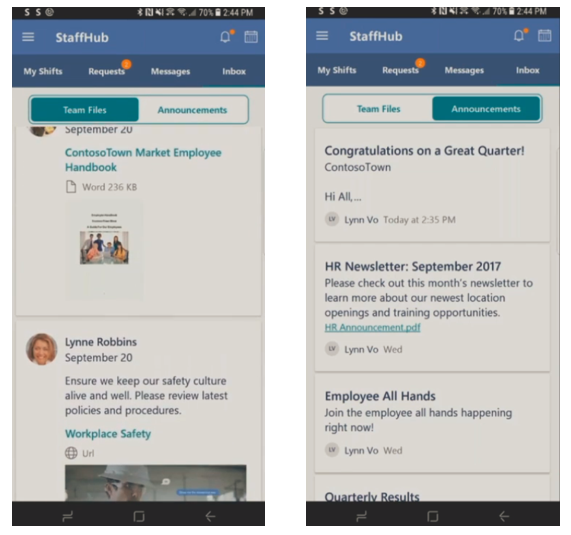 S S
70% 2:44 PM
StaffHub
My Shifts Requests Messages Inbox
Team Files Announcements
September 20
ContosoTown Market Employee
Handbook
Word 236 KB
Lynne Robbins
September 20
Ensure we keep our safety culture
alive and well. Please review latest
policies and procedures.
Workplace Safety
Url
S S
70% 2:44 PM
StaffHub
My Shifts Requests Messages Inbox
Team Files Announcements
Congratulations on a Great Quarter!
ContosoTown
Hi All,...
LV Lynn Vo Today at 2:35 PM
HR Newsletter: September 2017
Please check out this month's newsletter to
learn more about our newest location
openings and training opportunities.
HR Announcement.pdf
LV Lynn Vo Wed
Employee All Hands
Join the employee all hands happening
right now!
LV Lynn Vo Wed
Quarterly Results